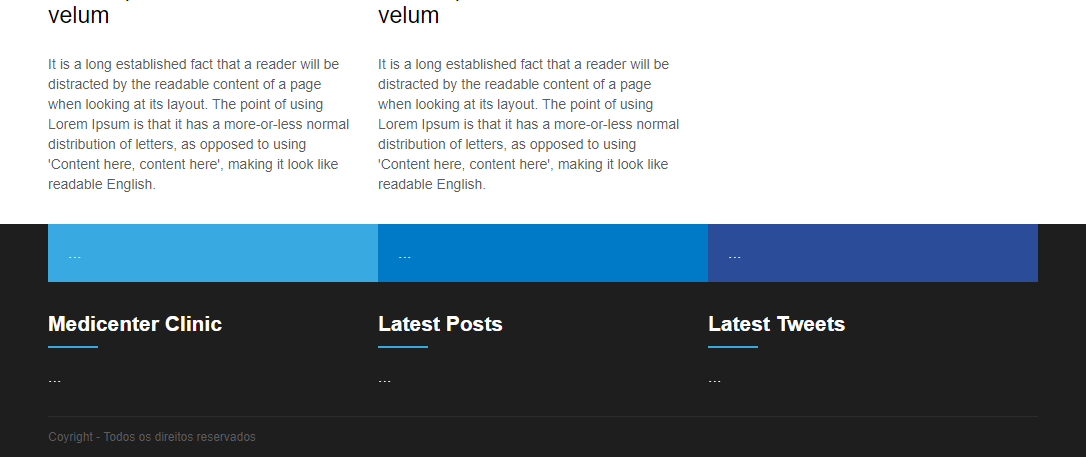 velum
It is a long established fact that a reader will be
distracted by the readable content of a page
when looking at its layout. The point of using
Lorem Ipsum is that it has a more-or-less normal
distribution of letters, as opposed to using
'Content here, content here', making it look like
readable English.
velum
It is a long established fact that a reader will be
distracted by the readable content of a page
when looking at its layout. The point of using
Lorem Ipsum is that it has a more-or-less normal
distribution of letters, as opposed to using
'Content here, content here', making it look like
readable English.
...
...
...
Medicenter Clinic
...
Latest Posts
...
Latest Tweets
...
Coyright - Todos os direitos reservados